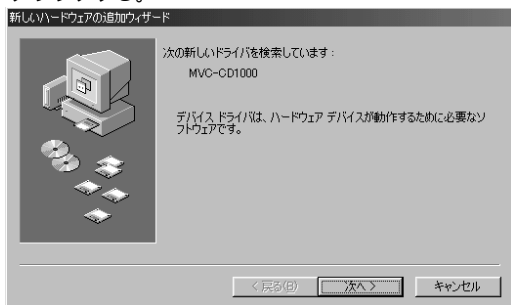 新しいハードウェアの追加ウィザード
次の新しいドライバを検索しています：
MVC-CD1000
デバイス ドライバは、ハードウェア デバイスが動作するために必要なソ
フトウェアです。
< 戻る(B)
次へ >
キャンセル